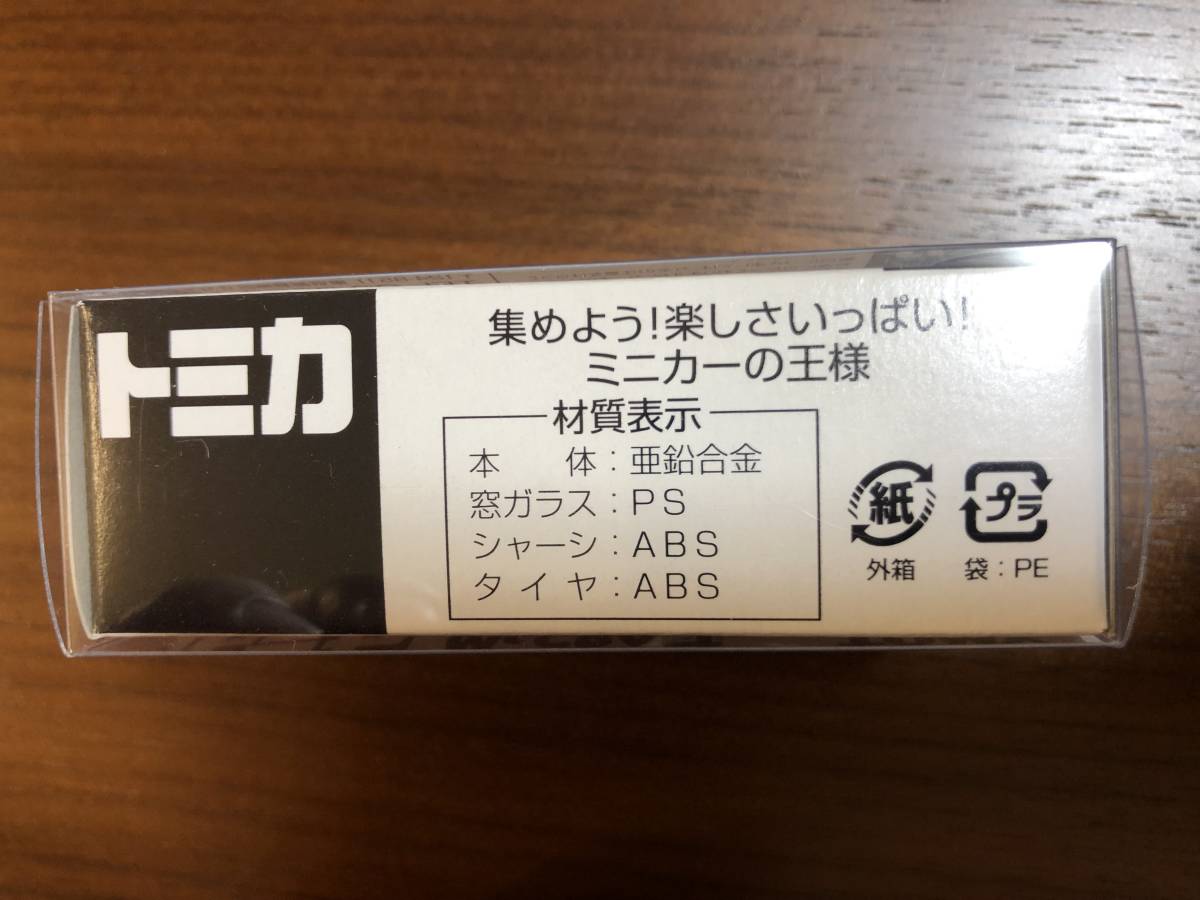 トミカ
集めよう!楽しさいっぱい!
ミニカーの王様
材質表示
本体:亜鉛合金
窓ガラス:PS
シャーシ:ABS
タイヤ:ABS
紙
外箱
プラ
袋:PE